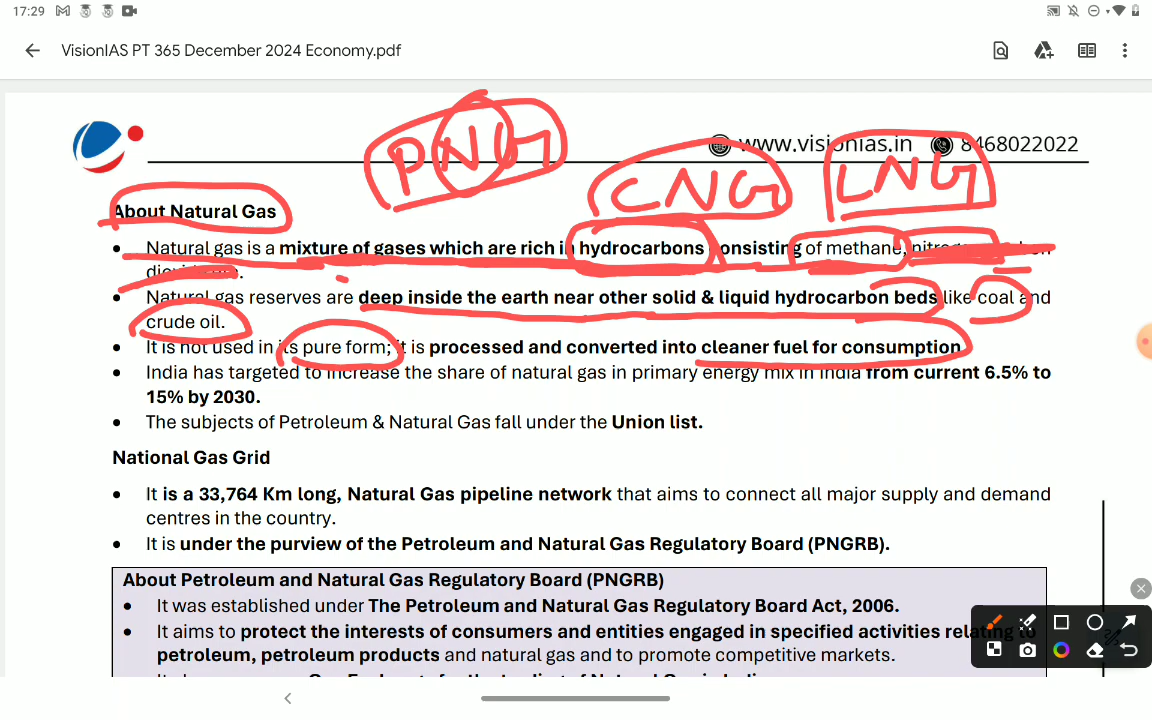 17:29
VisionIAS PT 365 December 2024 Economy.pdf
PNG
CNG
LNG
www.visionias.in 8468022022
About Natural Gas
• Natural gas is a mixture of gases which are rich in hydrocarbons consisting of methane,
• Natural gas reserves are deep inside the earth near other solid & liquid hydrocarbon beds like coal and
crude oil.
• It is not used in its pure form; it is processed and converted into cleaner fuel for consumption
• India has targeted to increase the share of natural gas in primary energy mix in India from current 6.5% to
15% by 2030.
• The subjects of Petroleum & Natural Gas fall under the Union list.
National Gas Grid
• It is a 33,764 Km long, Natural Gas pipeline network that aims to connect all major supply and demand
centres in the country.
• It is under the purview of the Petroleum and Natural Gas Regulatory Board (PNGRB).
About Petroleum and Natural Gas Regulatory Board (PNGRB)
• It was established under The Petroleum and Natural Gas Regulatory Board Act, 2006.
• It aims to protect the interests of consumers and entities engaged in specified activities relating to
petroleum, petroleum products and natural gas and to promote competitive markets.